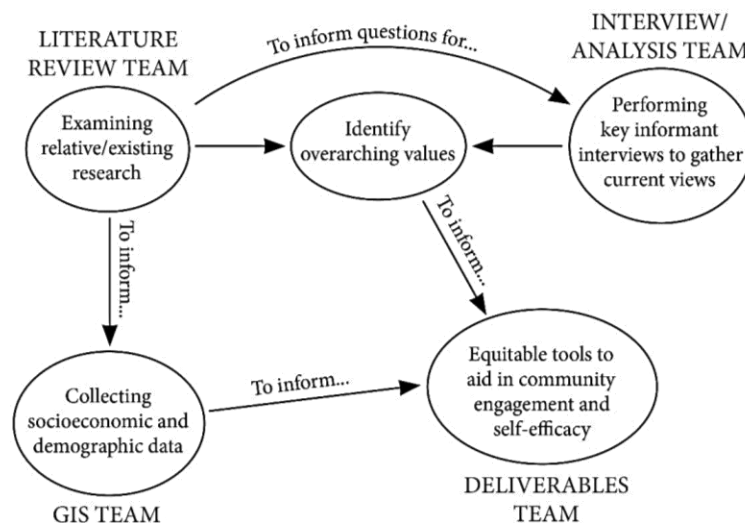 LITERATURE
REVIEW TEAM
To inform questions for...
INTERVIEW/
ANALYSIS TEAM
Examining
relative/existing
research
Identify
overarching values
Performing
key informant
interviews to gather
current views
To inform...
To inform...
Collecting
socioeconomic and
demographic data
To inform...
Equitable tools to
aid in community
engagement and
self-efficacy
GIS TEAM
DELIVERABLES
TEAM